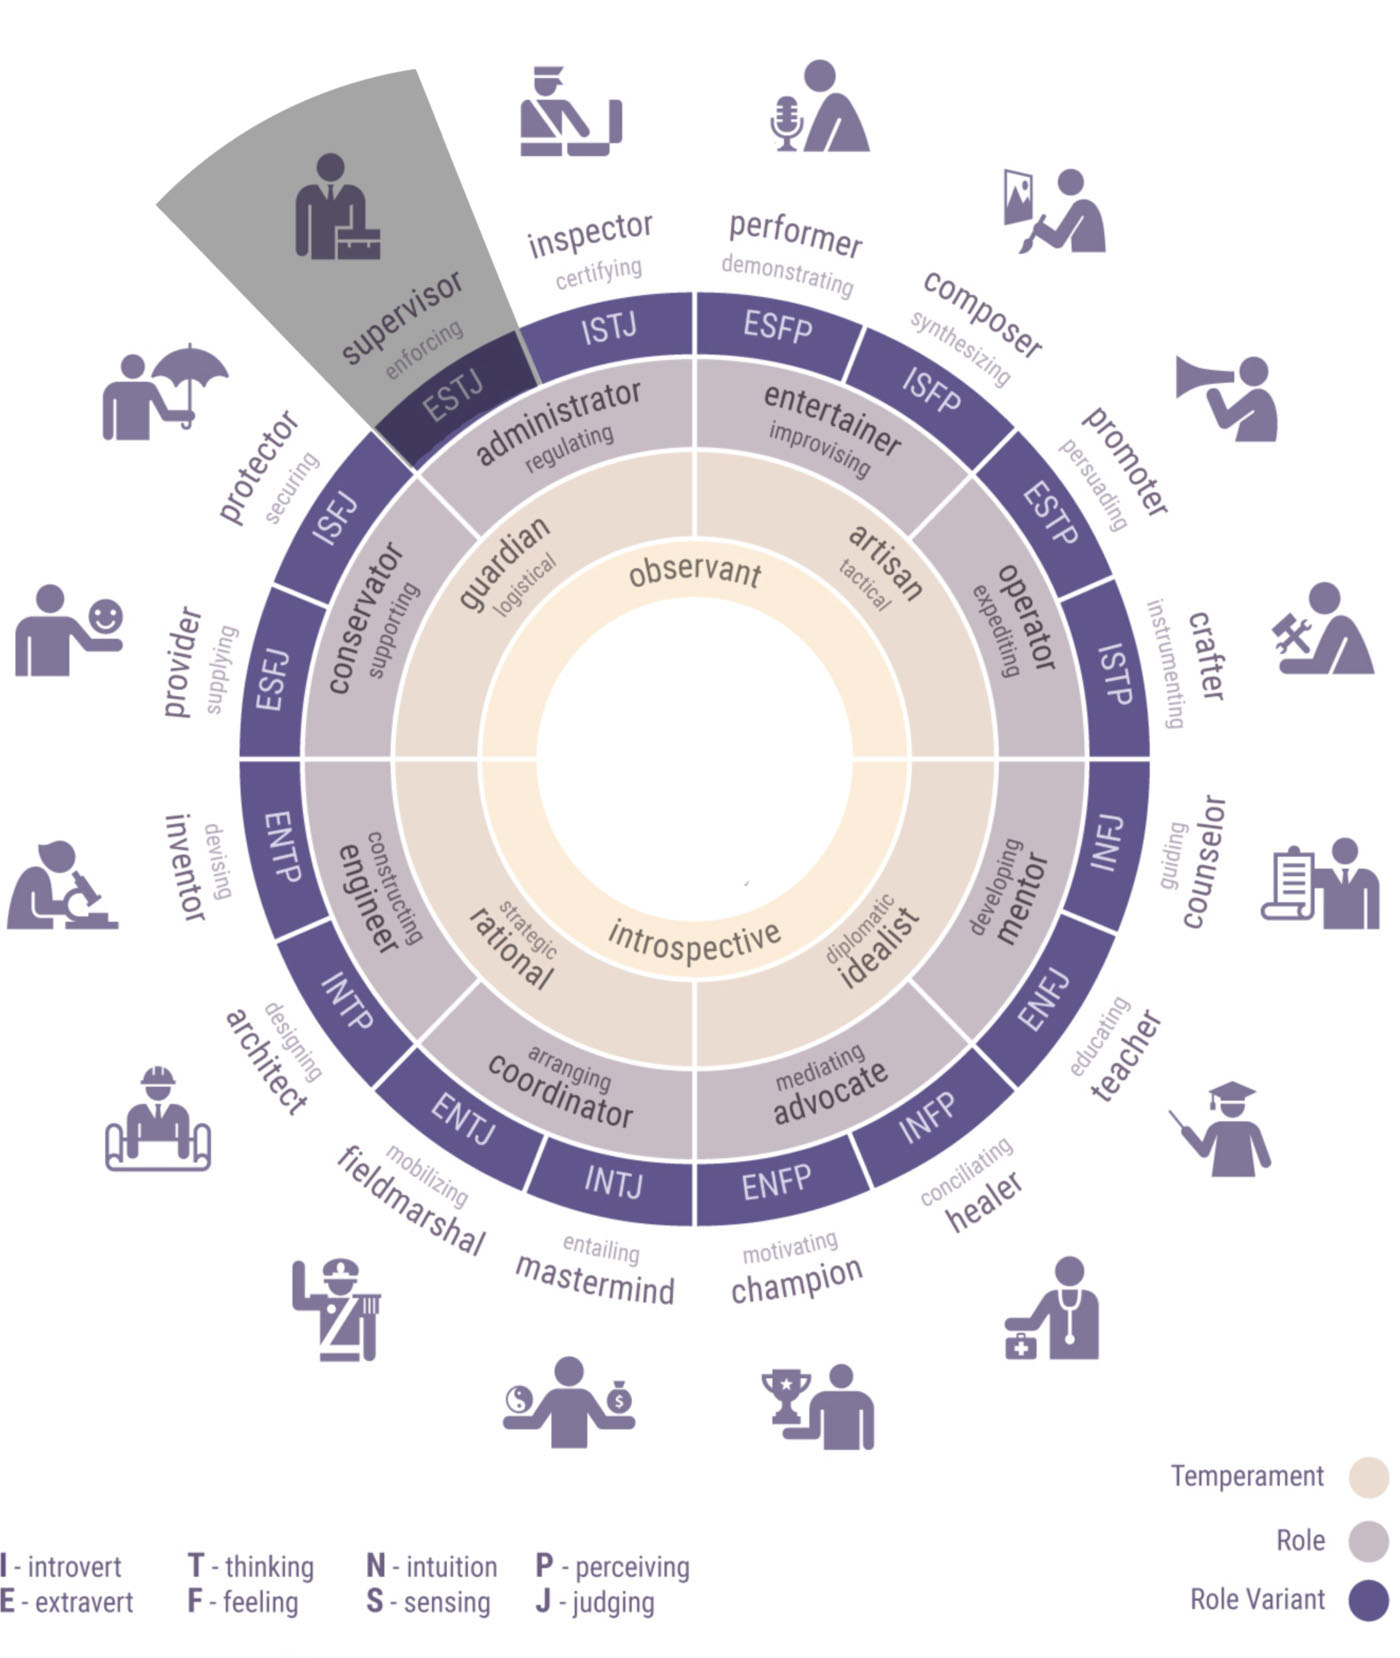 inspector
certifying
ISTJ
performer
demonstrating
ESFP
composer
synthesizing
ISFP
promoter
persuading
ESTP
crafter
instrumenting
ISTP
counselor
guiding
INFJ
teacher
educating
ENFJ
conciliating
healer
INFP
motivating
champion
ENFP
entailing
mastermind
INTJ
mobilizing
fieldmarshal
ENTJ
designing
architect
INTP
devising
inventor
ENTP
provider
supplying
ESFJ
protector
securing
ISFJ
supervisor
enforcing
ESTJ
administrator
regulating
entertainer
improvising
operator
expediting
developing
mentor
mediating
advocate
arranging
coordinator
constructing
engineer
conservator
supporting
guardian
logistical
artisan
tactical
diplomatic
idealist
strategic
rational
observant
introspective
Temperament
Role
Role Variant
I - introvert T - thinking N - intuition P - perceiving
E - extravert F - feeling S - sensing J - judging